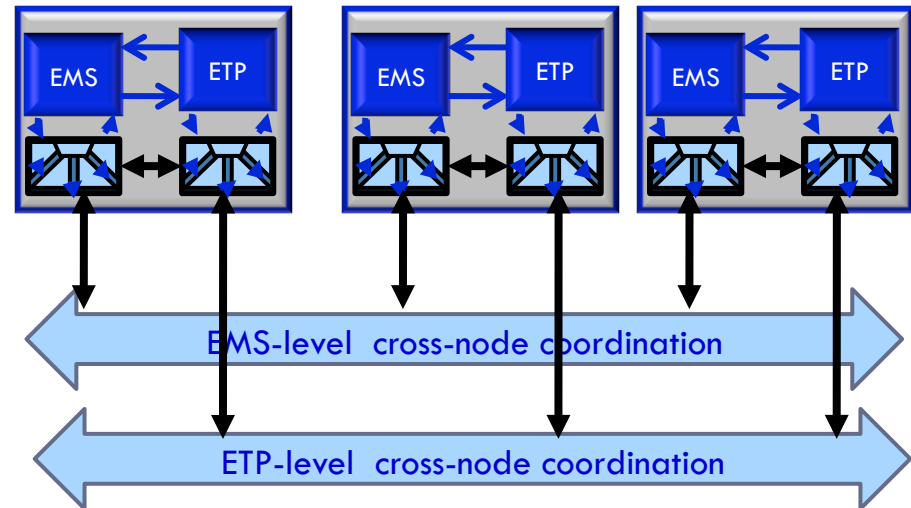 EMS
ETP
EMS
ETP
EMS
ETP
EMS-level cross-node coordination
ETP-level cross-node coordination